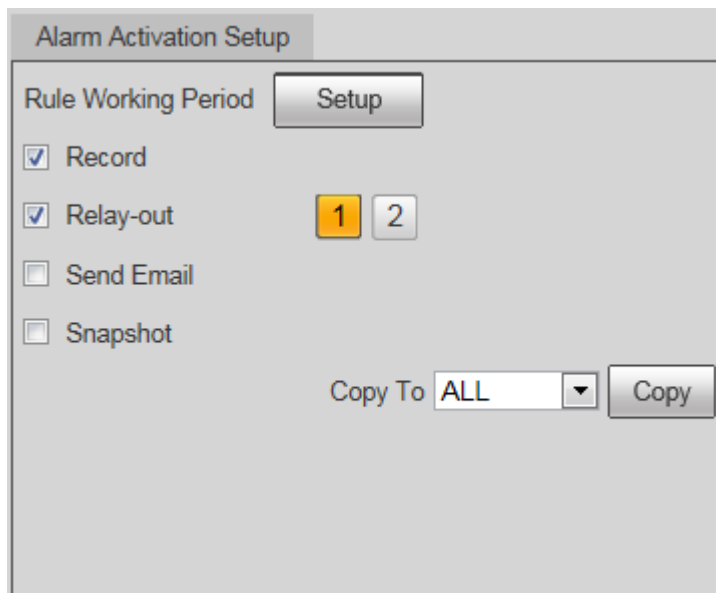 Alarm Activation Setup
Rule Working Period Setup
Record
Relay-out 1 2
Send Email
Snapshot
Copy To ALL Copy